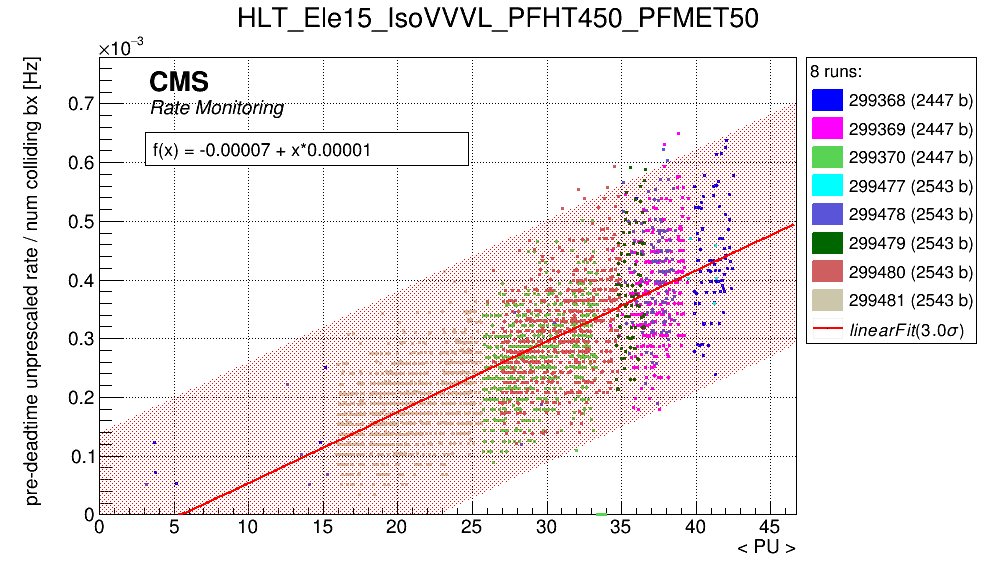 HLT_Ele15_IsoVVVL_PFHT450_PFMET50
×10⁻³
pre-deadtime unprescaled rate / num colliding bx [Hz]
CMS
Rate Monitoring
f(x) = -0.00007 + x*0.00001
0.7
0.6
0.5
0.4
0.3
0.2
0.1
0
0 5 10 15 20 25 30 35 40 45
< PU >
8 runs:
299368 (2447 b)
299369 (2447 b)
299370 (2447 b)
299477 (2543 b)
299478 (2543 b)
299479 (2543 b)
299480 (2543 b)
299481 (2543 b)
linearFit(3.0σ)